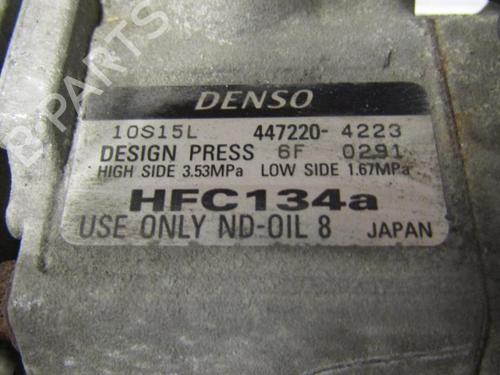 B-PARTS
DENSO
10S15L 447220-4223
DESIGN PRESS 6F 0291
HIGH SIDE 3.53MPa LOW SIDE 1.67MPa
HFC134a
USE ONLY ND-OIL 8 JAPAN